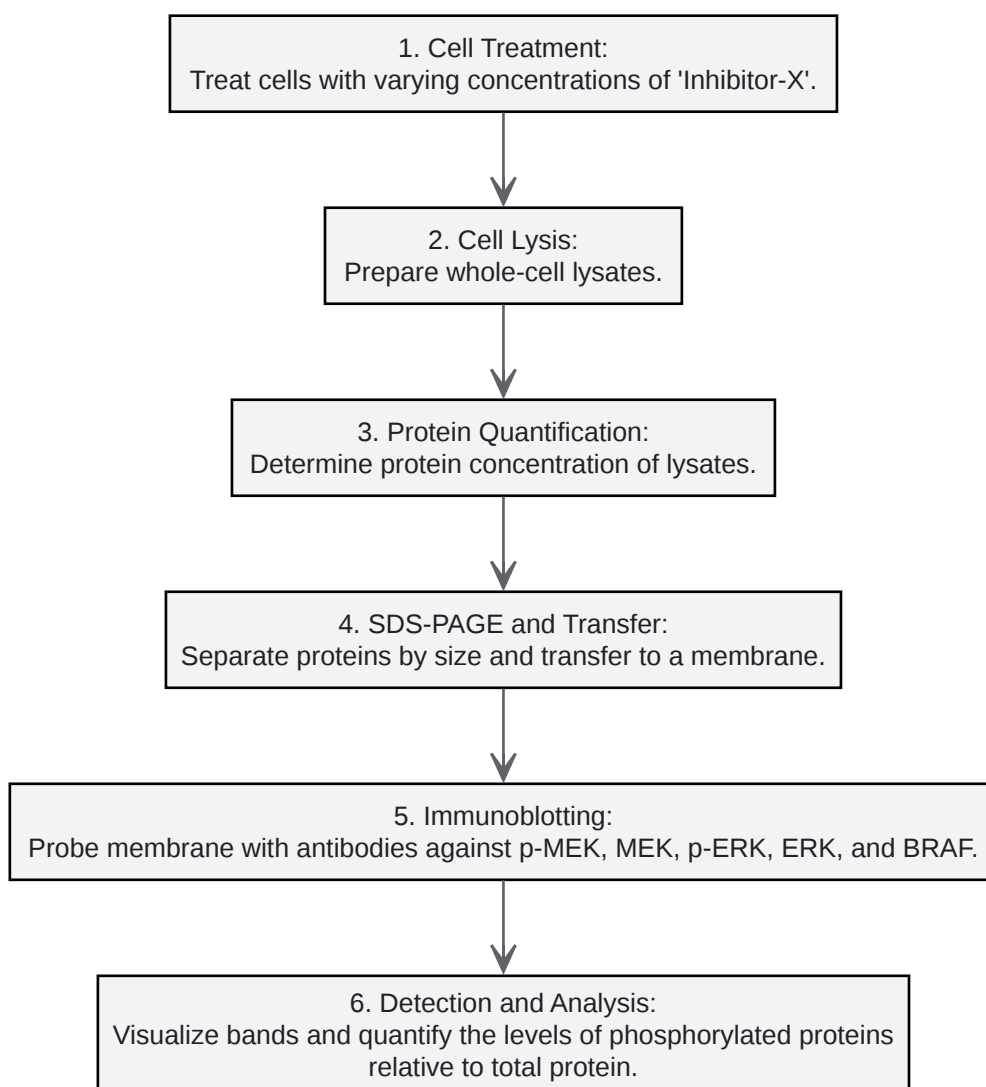 1. Cell Treatment:
Treat cells with varying concentrations of 'Inhibitor-X'.
2. Cell Lysis:
Prepare whole-cell lysates.
3. Protein Quantification:
Determine protein concentration of lysates.
4. SDS-PAGE and Transfer:
Separate proteins by size and transfer to a membrane.
5. Immunoblotting:
Probe membrane with antibodies against p-MEK, MEK, p-ERK, ERK, and BRAF.
6. Detection and Analysis:
Visualize bands and quantify the levels of phosphorylated proteins
relative to total protein.